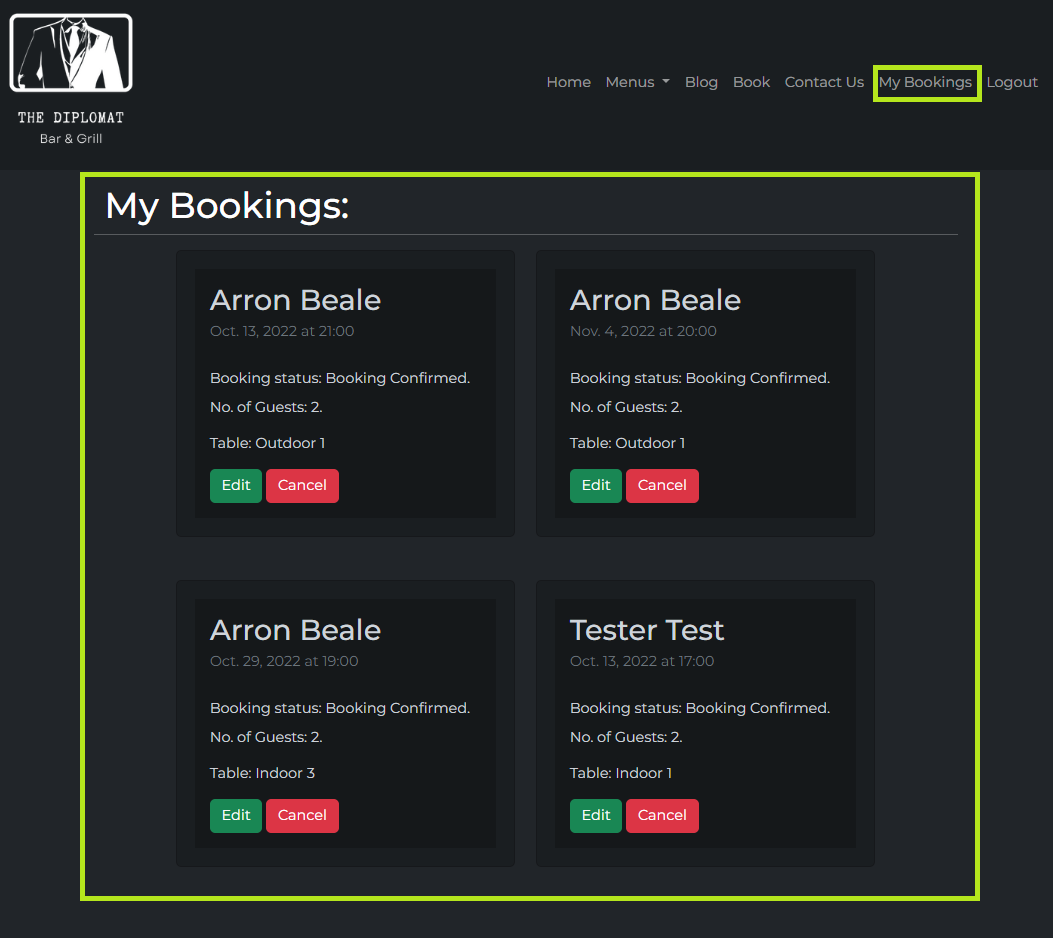 THE DIPLOMAT
Bar & Grill
Home Menus Blog Book Contact Us My Bookings Logout
My Bookings:
Arron Beale
Oct. 13, 2022 at 21:00
Booking status: Booking Confirmed.
No. of Guests: 2.
Table: Outdoor 1
Edit Cancel
Arron Beale
Nov. 4, 2022 at 20:00
Booking status: Booking Confirmed.
No. of Guests: 2.
Table: Outdoor 1
Edit Cancel
Arron Beale
Oct. 29, 2022 at 19:00
Booking status: Booking Confirmed.
No. of Guests: 2.
Table: Indoor 3
Edit Cancel
Tester Test
Oct. 13, 2022 at 17:00
Booking status: Booking Confirmed.
No. of Guests: 2.
Table: Indoor 1
Edit Cancel